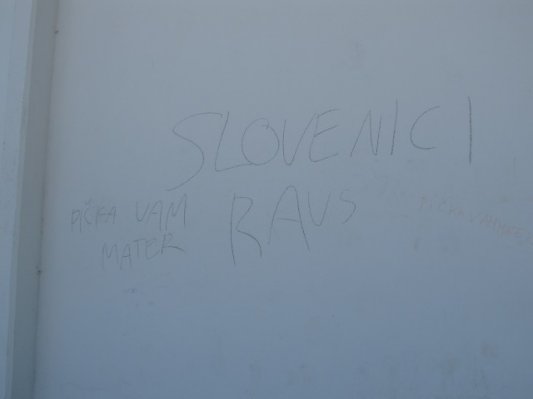 SLOVENICI
RAUS
PIČKA VAM
MATER